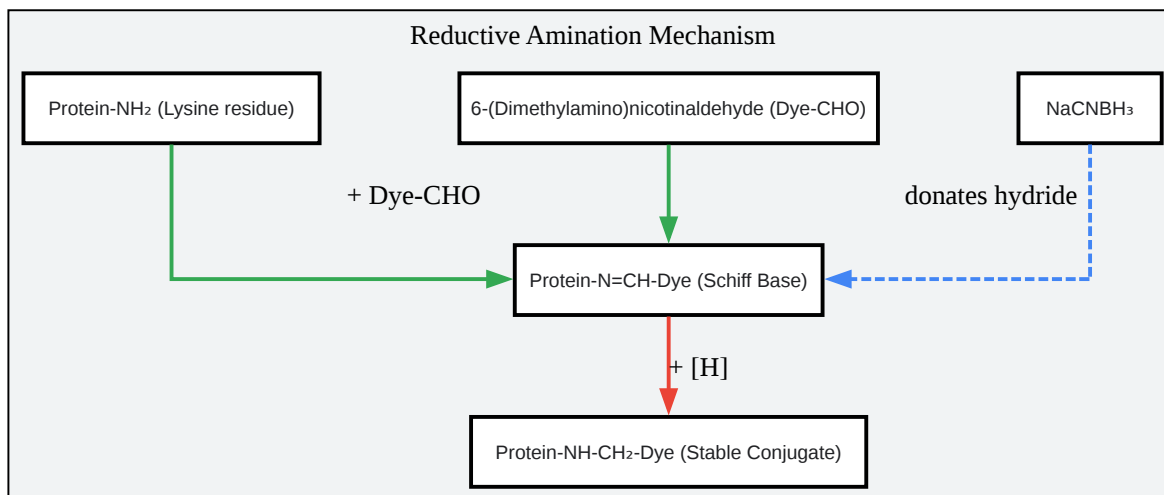 Reductive Amination Mechanism
Protein-NH₂ (Lysine residue)
6-(Dimethylamino)nicotinaldehyde (Dye-CHO)
NaCNBH₃
+ Dye-CHO
donates hydride
Protein-N=CH-Dye (Schiff Base)
+ [H]
Protein-NH-CH₂-Dye (Stable Conjugate)